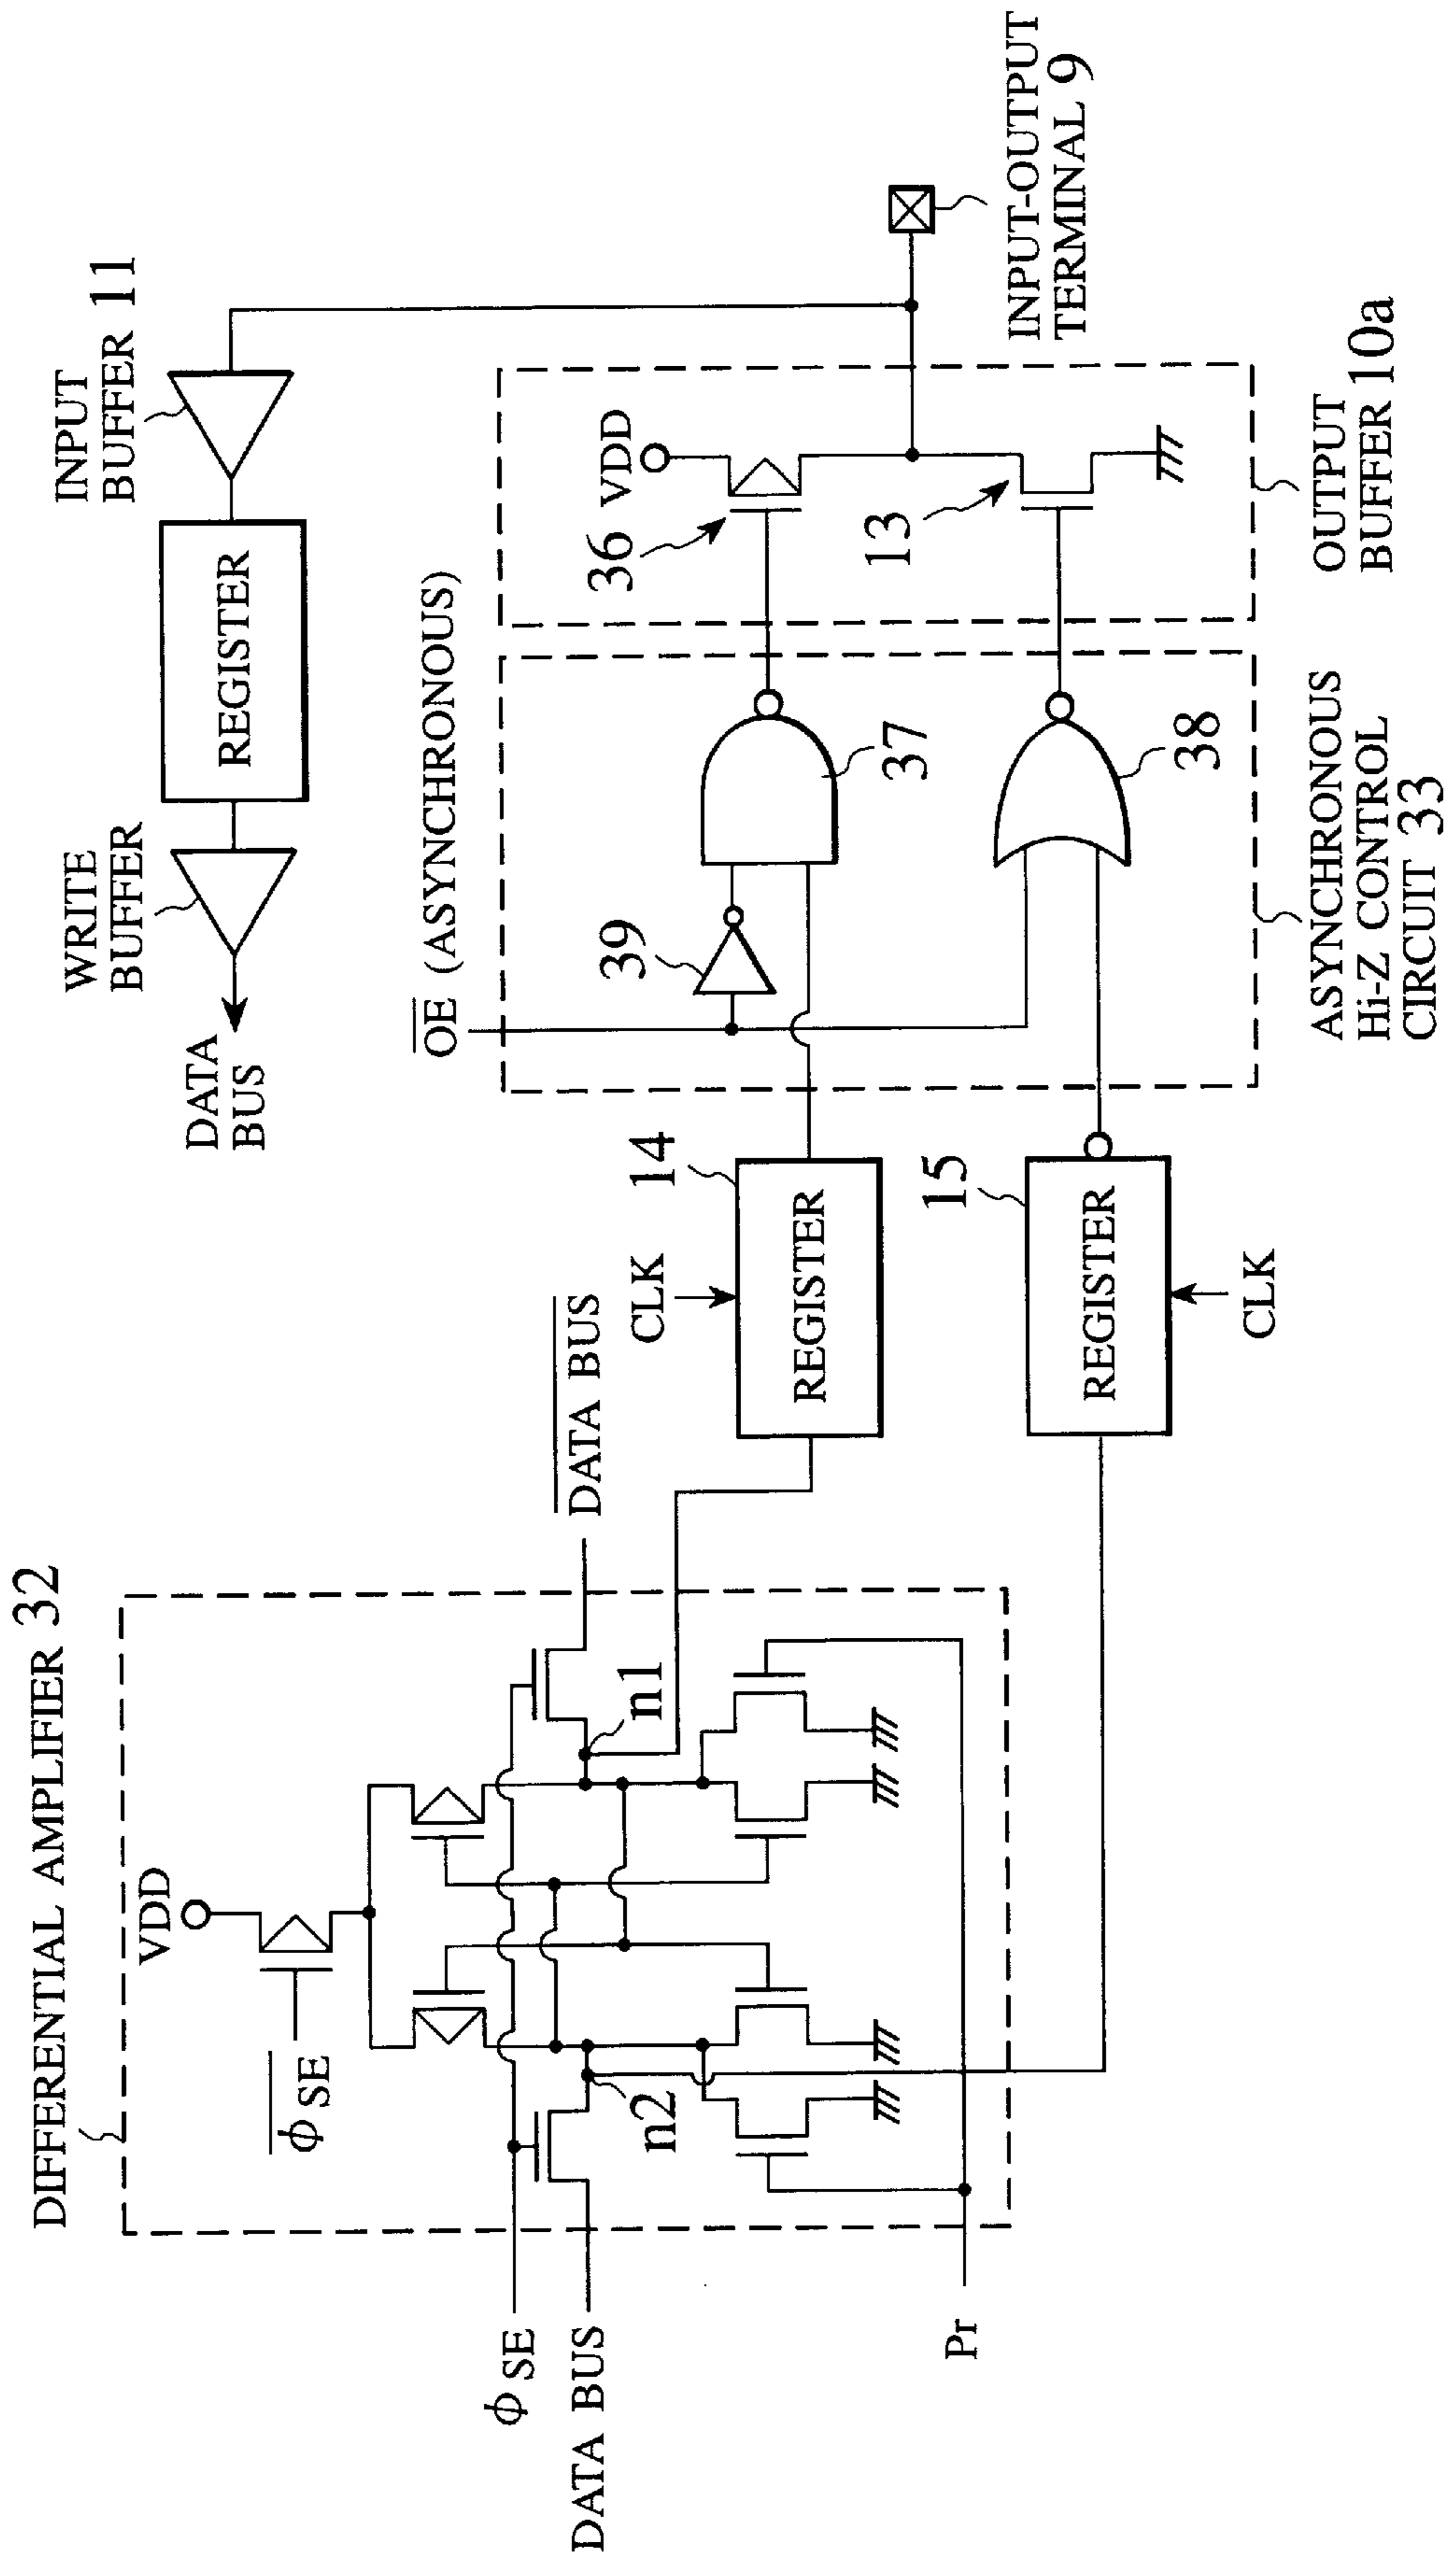 DIFFERENTIAL AMPLIFIER 32
VDD
φSE
φSE
DATA BUS
Pr
n2
n1
DATA BUS
CLK
REGISTER
14
15
REGISTER
CLK
DATA
BUS
WRITE
BUFFER
REGISTER
INPUT
BUFFER 11
OE (ASYNCHRONOUS)
39
37
38
ASYNCHRONOUS
Hi-Z CONTROL
CIRCUIT 33
36
VDD
13
OUTPUT
BUFFER 10a
INPUT-OUTPUT
TERMINAL 9